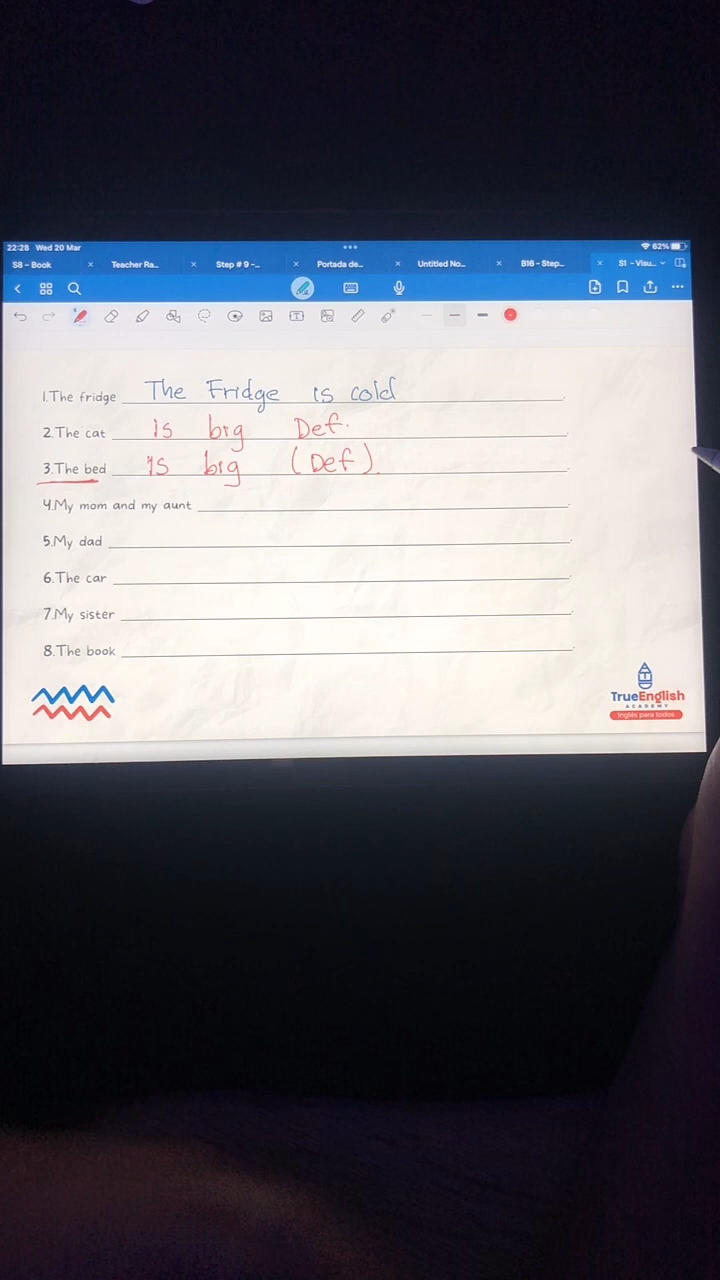 22:28 Wed 20 Mar
62%
S8 - Book
Teacher Ra...
Step # 9 -...
Portada de...
Untitled No...
B16 - Step...
S1 - Visu...
1.The fridge The Fridge is cold
2.The cat is big Def.
3.The bed is big (Def).
4.My mom and my aunt
5.My dad
6.The car
7.My sister
8.The book
TrueEnglish
ACADEMY
Inglés para todos